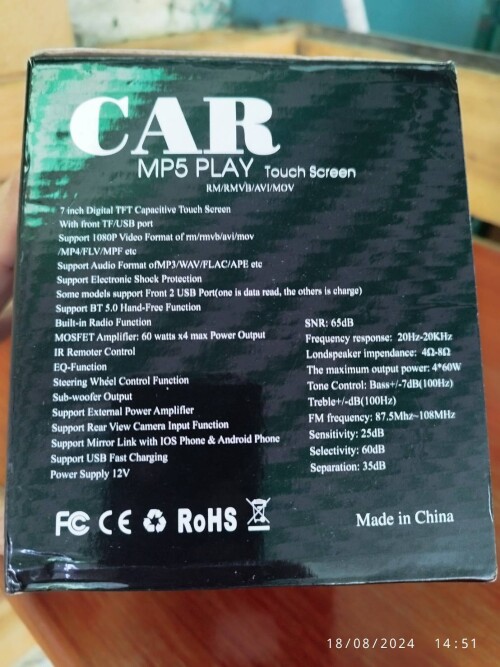 CAR
MP5 PLAY Touch Screen
RM/RMVB/AVI/MOV
7 inch Digital TFT Capacitive Touch Screen
With front TF/USB port
Support 1080P Video Format of rm/rmvb/avi/mov
/MP4/FLV/MPF etc
Support Audio Format ofMP3/WAV/FLAC/APE etc
Support Electronic Shock Protection
Some models support Front 2 USB Port(one is data read, the others is charge)
Support BT 5.0 Hand-Free Function
Built-in Radio Function
MOSFET Amplifier: 60 watts x4 max Power Output
IR Remoter Control
EQ-Function
Steering Wheel Control Function
Sub-woofer Output
Support External Power Amplifier
Support Rear View Camera Input Function
Support Mirror Link with IOS Phone & Android Phone
Support USB Fast Charging
Power Supply 12V
SNR: 65dB
Frequency response: 20Hz-20KHz
Londspeaker impendance: 4Ω-8Ω
The maximum output power: 4*60W
Tone Control: Bass+/-7dB(100Hz)
Treble+/-dB(100Hz)
FM frequency: 87.5Mhz~108MHz
Sensitivity: 25dB
Selectivity: 60dB
Separation: 35dB
FC CE RoHS
Made in China
18/08/2024 14:51